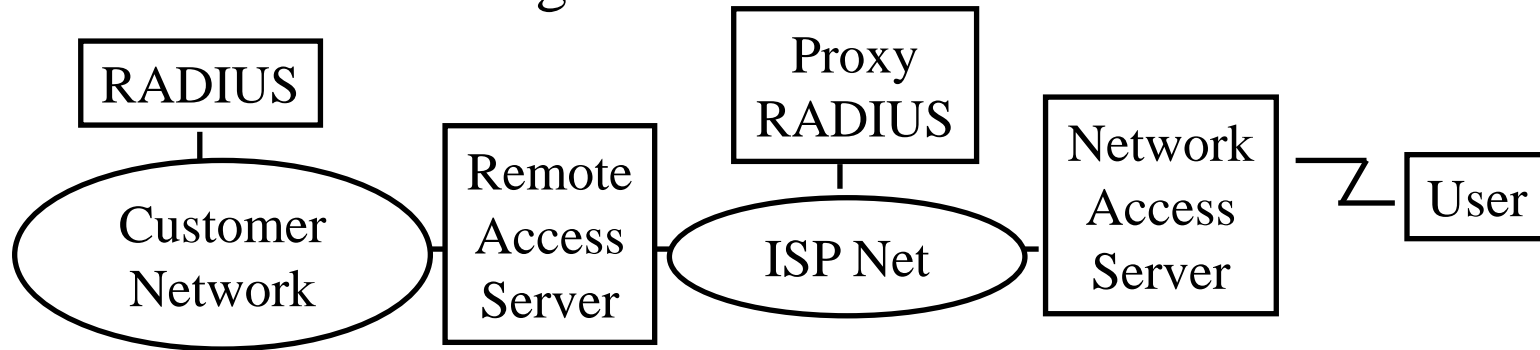 RADIUS
Customer
Network
Remote
Access
Server
Proxy
RADIUS
ISP Net
Network
Access
Server
User